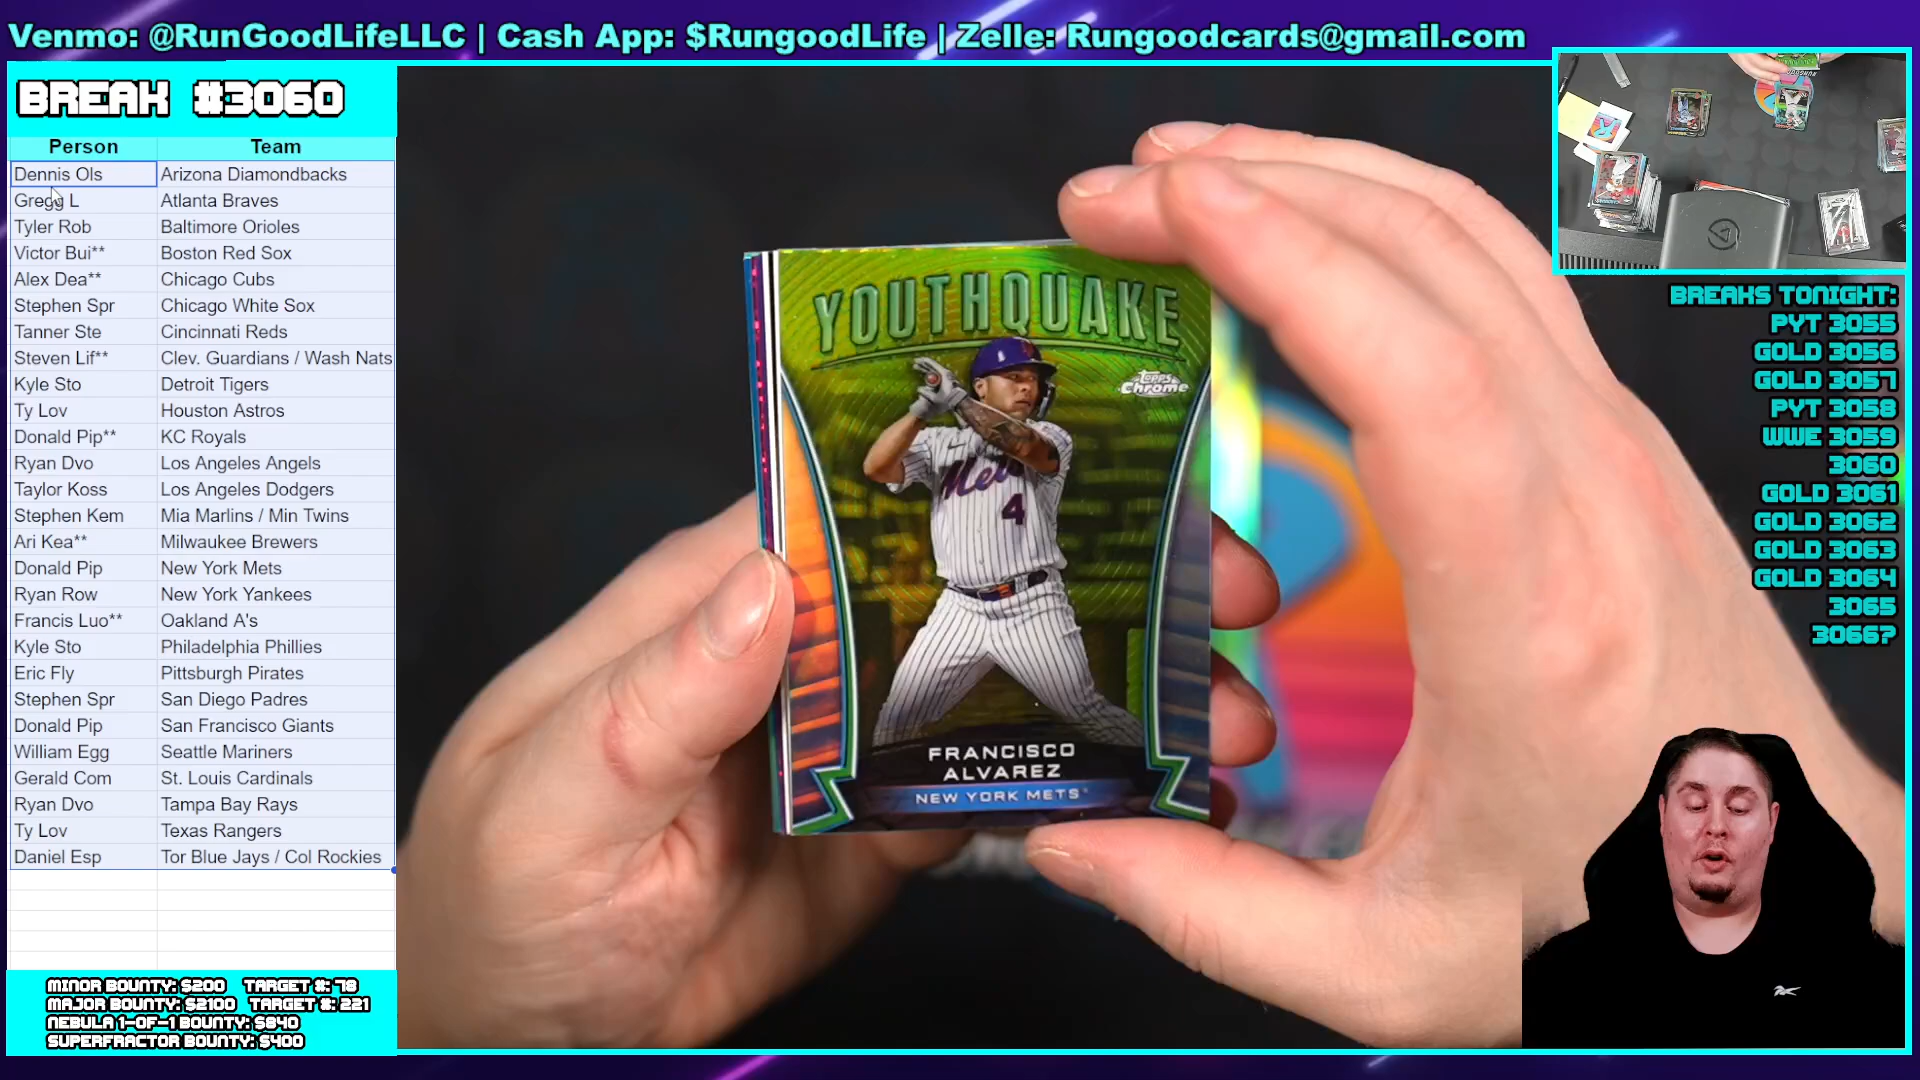 Venmo: @RunGoodLifeLLC | Cash App: $RungoodLife | Zelle: Rungoodcards@gmail.com
BREAK #3060
Person Team
Dennis Ols Arizona Diamondbacks
Gregg L Atlanta Braves
Tyler Rob Baltimore Orioles
Victor Bui** Boston Red Sox
Alex Dea** Chicago Cubs
Stephen Spr Chicago White Sox
Tanner Ste Cincinnati Reds
Steven Lif** Clev. Guardians / Wash Nats
Kyle Sto Detroit Tigers
Ty Lov Houston Astros
Donald Pip** KC Royals
Ryan Dvo Los Angeles Angels
Taylor Koss Los Angeles Dodgers
Stephen Kem Mia Marlins / Min Twins
Ari Kea** Milwaukee Brewers
Donald Pip New York Mets
Ryan Row New York Yankees
Francis Luo** Oakland A's
Kyle Sto Philadelphia Phillies
Eric Fly Pittsburgh Pirates
Stephen Spr San Diego Padres
Donald Pip San Francisco Giants
William Egg Seattle Mariners
Gerald Com St. Louis Cardinals
Ryan Dvo Tampa Bay Rays
Ty Lov Texas Rangers
Daniel Esp Tor Blue Jays / Col Rockies
MINOR BOUNTY: $200 TARGET #: 78
MAJOR BOUNTY: $2100 TARGET #: 221
NEBULA 1-OF-1 BOUNTY: $840
SUPERFRACTOR BOUNTY: $400
YOUTHQUAKE
Topps
Chrome
Mets
4
FRANCISCO
ALVAREZ
NEW YORK METS
BREAKS TONIGHT:
PYT 3055
GOLD 3056
GOLD 3057
PYT 3058
WWE 3059
3060
GOLD 3061
GOLD 3062
GOLD 3063
GOLD 3064
3065
3066?